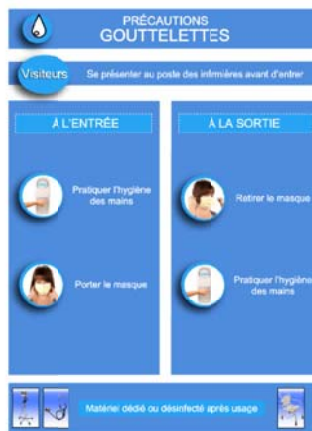 PRÉCAUTIONS
GOUTTELETTES
Visiteurs
Se présenter au poste des infirmières avant d'entrer
À L'ENTRÉE
Pratiquer l'hygiène
des mains
Porter le masque
À LA SORTIE
Retirer le masque
Pratiquer l'hygiène
des mains
Matériel dédié ou désinfecté après usage